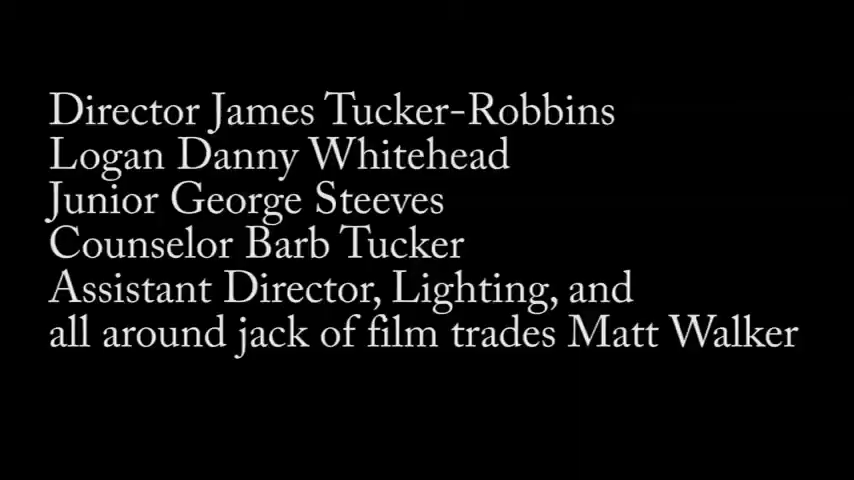 Director James Tucker-Robbins
Logan Danny Whitehead
Junior George Steeves
Counselor Barb Tucker
Assistant Director, Lighting, and
all around jack of film trades Matt Walker